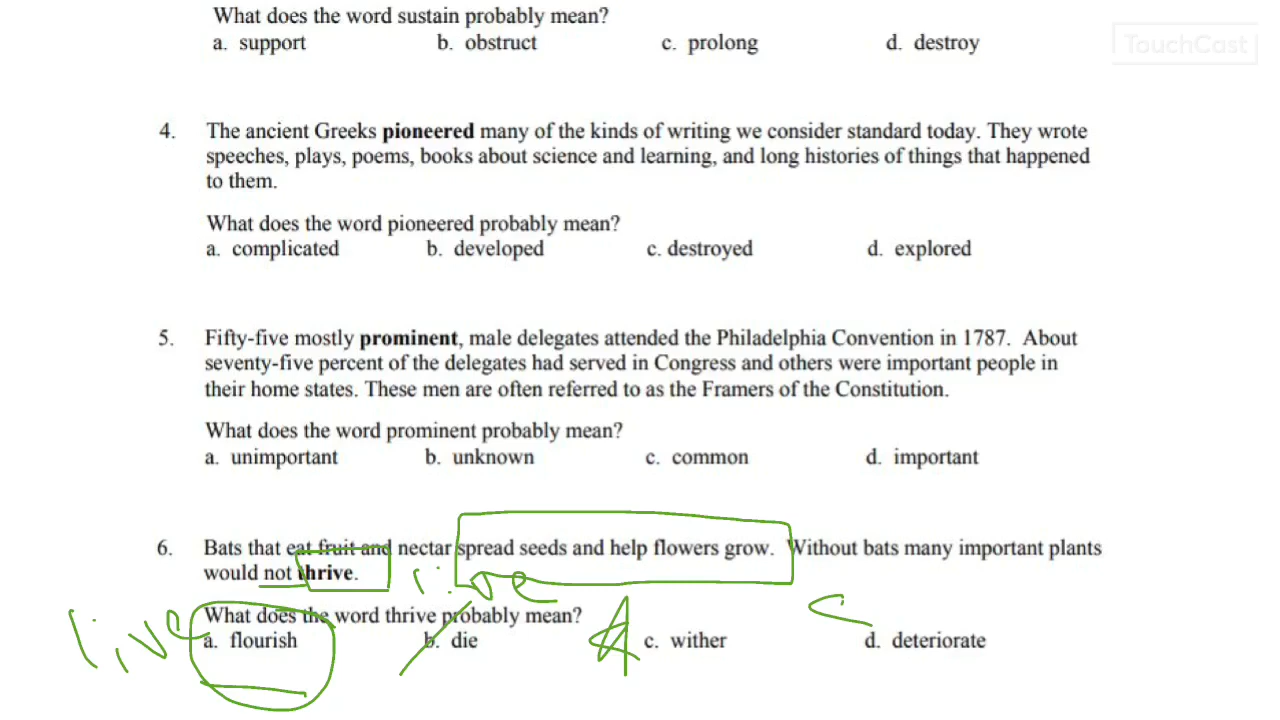 What does the word sustain probably mean?
a. support b. obstruct c. prolong d. destroy
TouchCast
4. The ancient Greeks pioneered many of the kinds of writing we consider standard today. They wrote
speeches, plays, poems, books about science and learning, and long histories of things that happened
to them.
What does the word pioneered probably mean?
a. complicated b. developed c. destroyed d. explored
5. Fifty-five mostly prominent, male delegates attended the Philadelphia Convention in 1787. About
seventy-five percent of the delegates had served in Congress and others were important people in
their home states. These men are often referred to as the Framers of the Constitution.
What does the word prominent probably mean?
a. unimportant b. unknown c. common d. important
6. Bats that eat fruit and nectar spread seeds and help flowers grow. Without bats many important plants
would not thrive.
live
What does the word thrive probably mean?
live
a. flourish b. die c. wither d. deteriorate